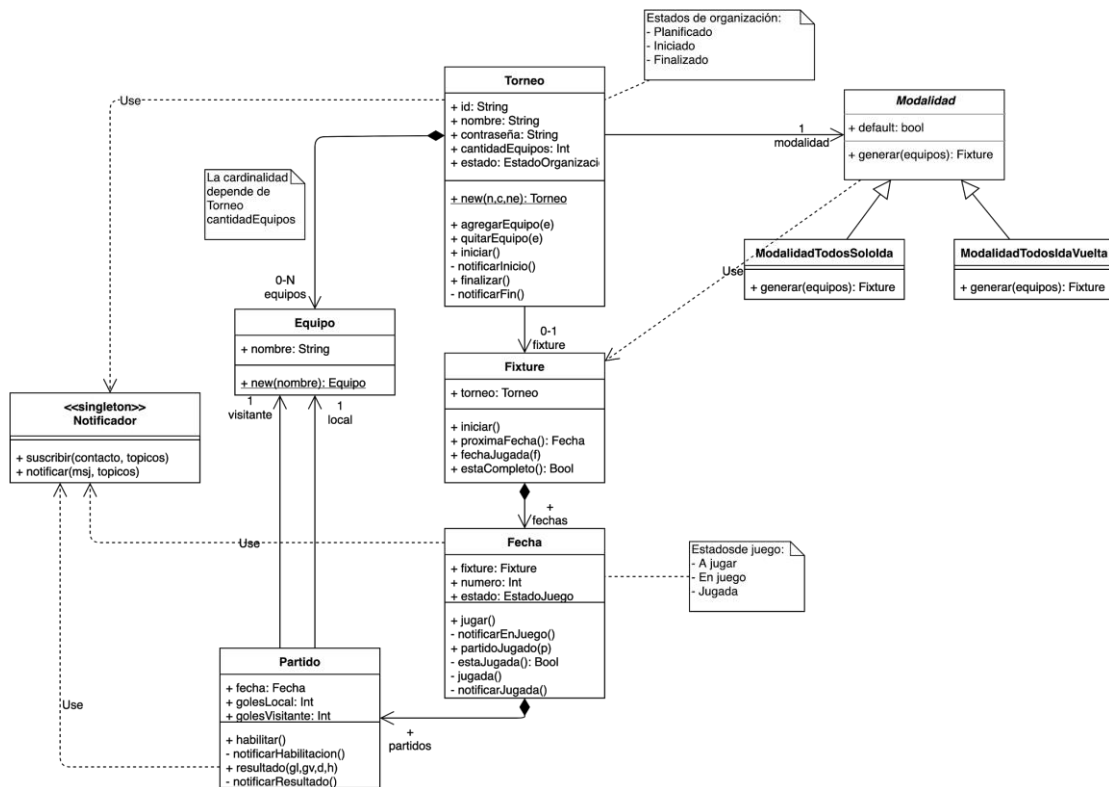 Estados de organización:
- Planificado
- Iniciado
- Finalizado
Torneo
+ id: String
+ nombre: String
+ contraseña: String
+ cantidadEquipos: Int
+ estado: EstadoOrganizaci
+ new(n,c,ne): Torneo
+ agregarEquipo(e)
+ quitarEquipo(e)
+ iniciar()
- notificarInicio()
+ finalizar()
- notificarFin()
Use
Modalidad
+ default: bool
+ generar(equipos): Fixture
1
modalidad
La cardinalidad
depende de
Torneo
cantidadEquipos
ModalidadTodosSoloIda
+ generar(equipos): Fixture
ModalidadTodosIdaVuelta
+ generar(equipos): Fixture
Use
0-N
equipos
Equipo
+ nombre: String
+ new(nombre): Equipo
0-1
fixture
Fixture
+ torneo: Torneo
+ iniciar()
+ proximaFecha(): Fecha
+ fechaJugada(f)
+ estaCompleto(): Bool
1
visitante
1
local
<<singleton>>
Notificador
+ suscribir(contacto, topicos)
+ notificar(msj, topicos)
+
fechas
Use
Fecha
+ fixture: Fixture
+ numero: Int
+ estado: EstadoJuego
+ jugar()
- notificarEnJuego()
+ partidoJugado(p)
- estaJugada(): Bool
- jugada()
- notificarJugada()
Estadosde juego:
- A jugar
- En juego
- Jugada
Partido
+ fecha: Fecha
+ golesLocal: Int
+ golesVisitante: Int
+ habilitar()
- notificarHabilitacion()
+ resultado(gl,gv,d,h)
- notificarResultado()
Use
+
partidos